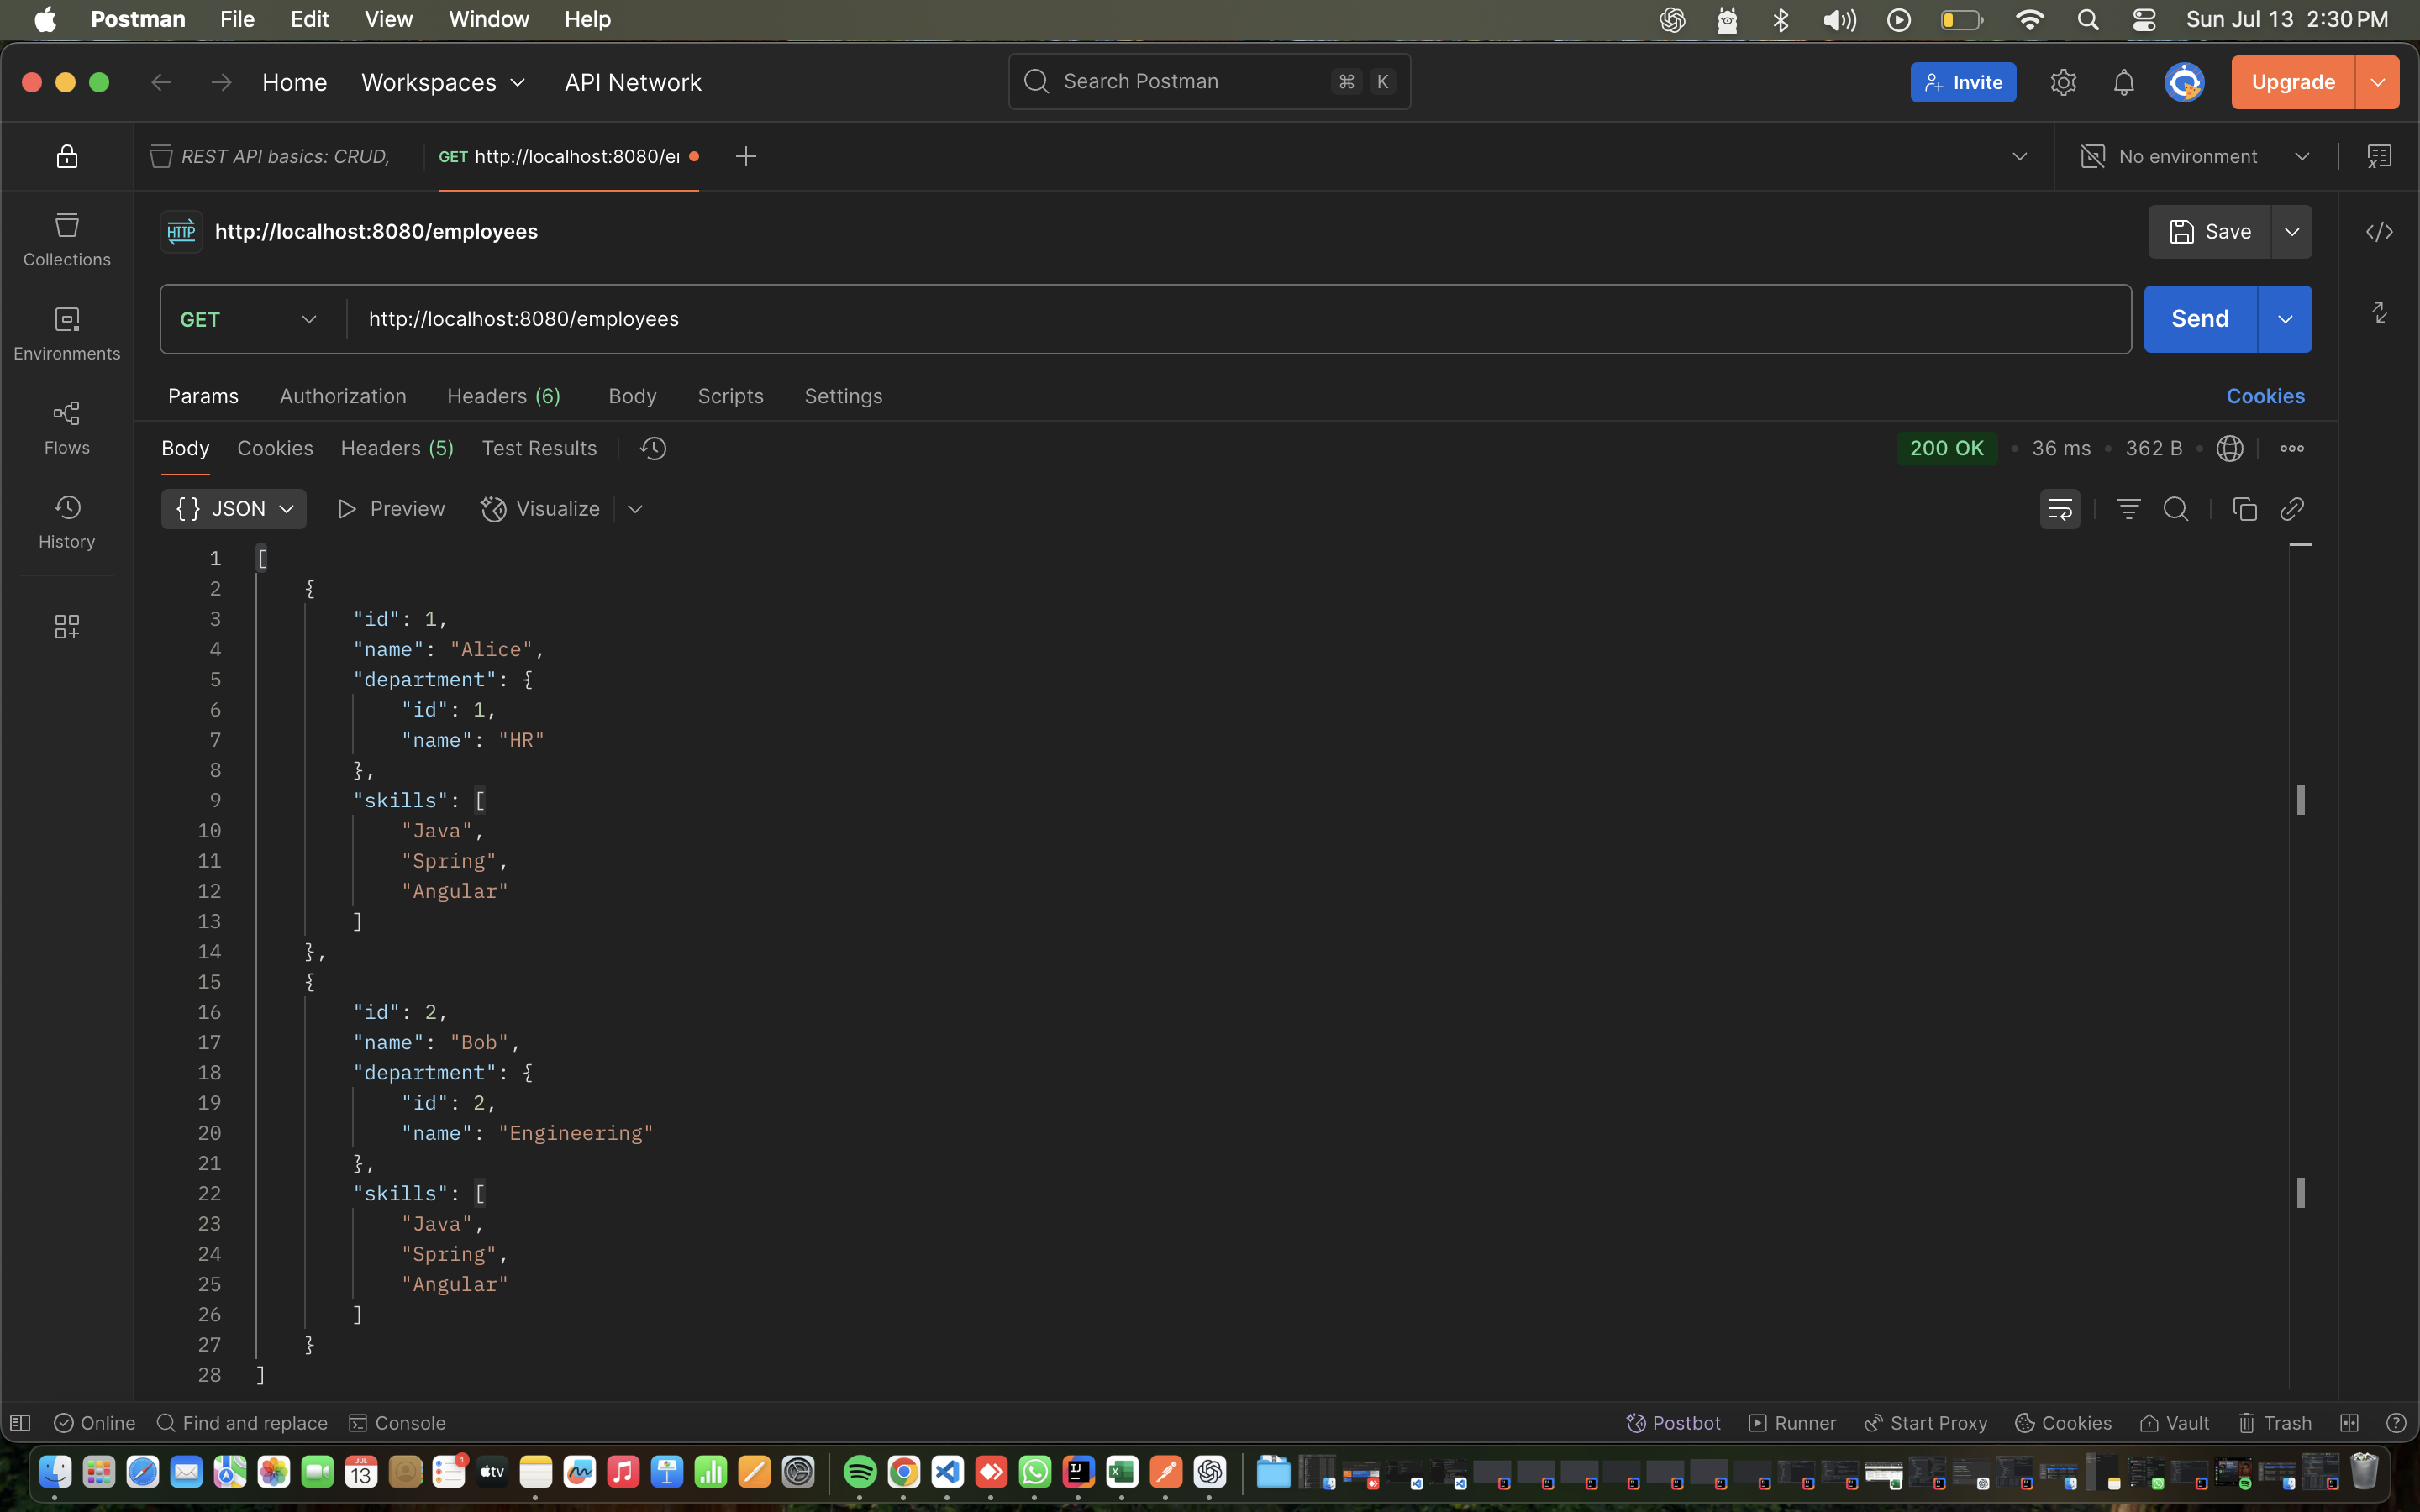 Postman File Edit View Window Help Sun Jul 13 2:30 PM
Home Workspaces API Network Search Postman ⌘ K Invite Upgrade
REST API basics: CRUD, GET http://localhost:8080/e No environment
HTTP http://localhost:8080/employees Save
Collections
Environments
Flows
History
GET http://localhost:8080/employees Send
Params Authorization Headers (6) Body Scripts Settings Cookies
Body Cookies Headers (5) Test Results 200 OK • 36 ms • 362 B
{} JSON Preview Visualize
1 [
2 {
3 "id": 1,
4 "name": "Alice",
5 "department": {
6 "id": 1,
7 "name": "HR"
8 },
9 "skills": [
10 "Java",
11 "Spring",
12 "Angular"
13 ]
14 },
15 {
16 "id": 2,
17 "name": "Bob",
18 "department": {
19 "id": 2,
20 "name": "Engineering"
21 },
22 "skills": [
23 "Java",
24 "Spring",
25 "Angular"
26 ]
27 }
28 ]
Online Find and replace Console Postbot Runner Start Proxy Cookies Vault Trash
JUL 13 1 tv IJ